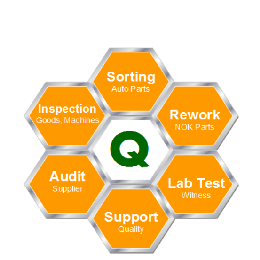 Sorting
Auto Parts
Inspection
Goods, Machines
Rework
NOK Parts
Q
Audit
Supplier
Lab Test
Witness
Support
Quality